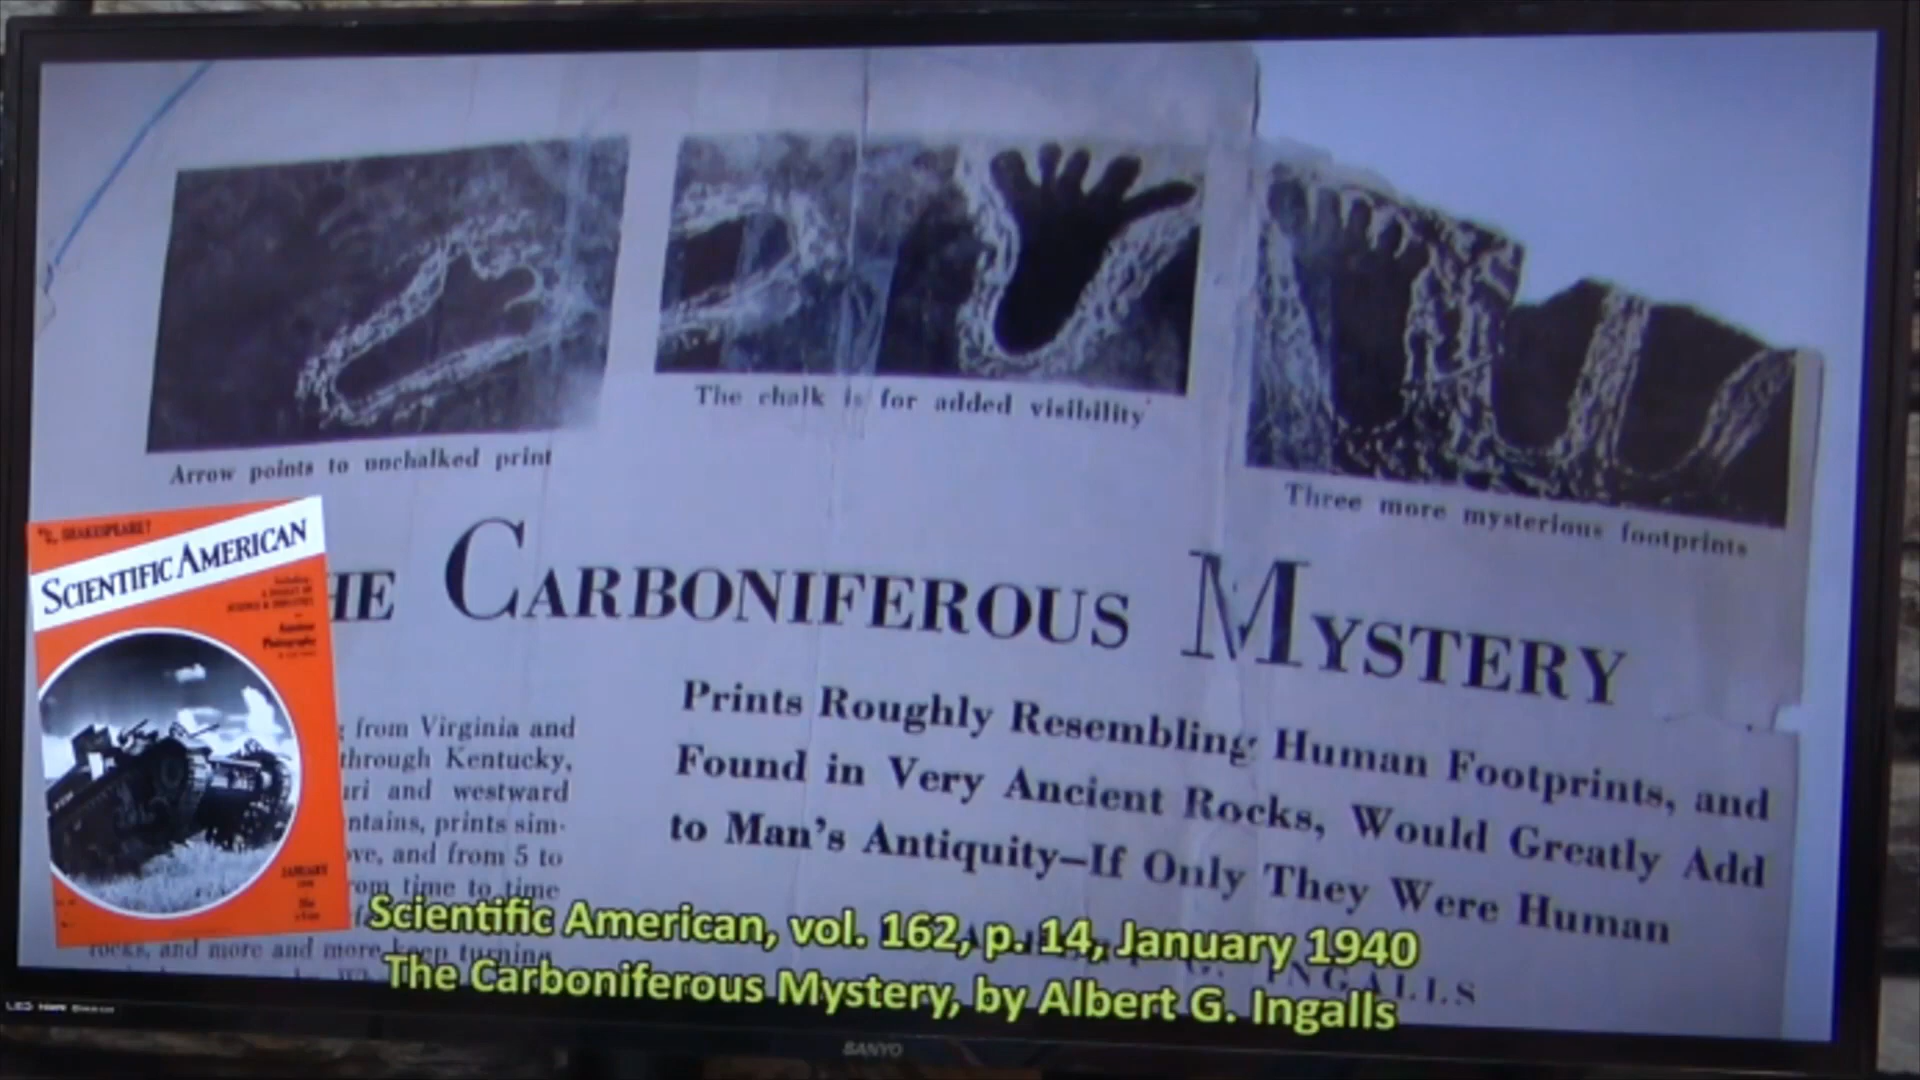 Arrow points to unchalked print
The chalk is for added visibility
Three more mysterious footprints
SHAKESPEARE?
SCIENTIFIC AMERICAN
Amateur
Photography
JANUARY
HE CARBONIFEROUS MYSTERY
Prints Roughly Resembling Human Footprints, and
Found in Very Ancient Rocks, Would Greatly Add
to Man's Antiquity—If Only They Were Human
from Virginia and
through Kentucky,
uri and westward
ntains, prints sim-
ve, and from 5 to
rom time to time
rocks, and more and more keep turning
G. INGALLS
Scientific American, vol. 162, p. 14, January 1940
The Carboniferous Mystery, by Albert G. Ingalls
SANYO